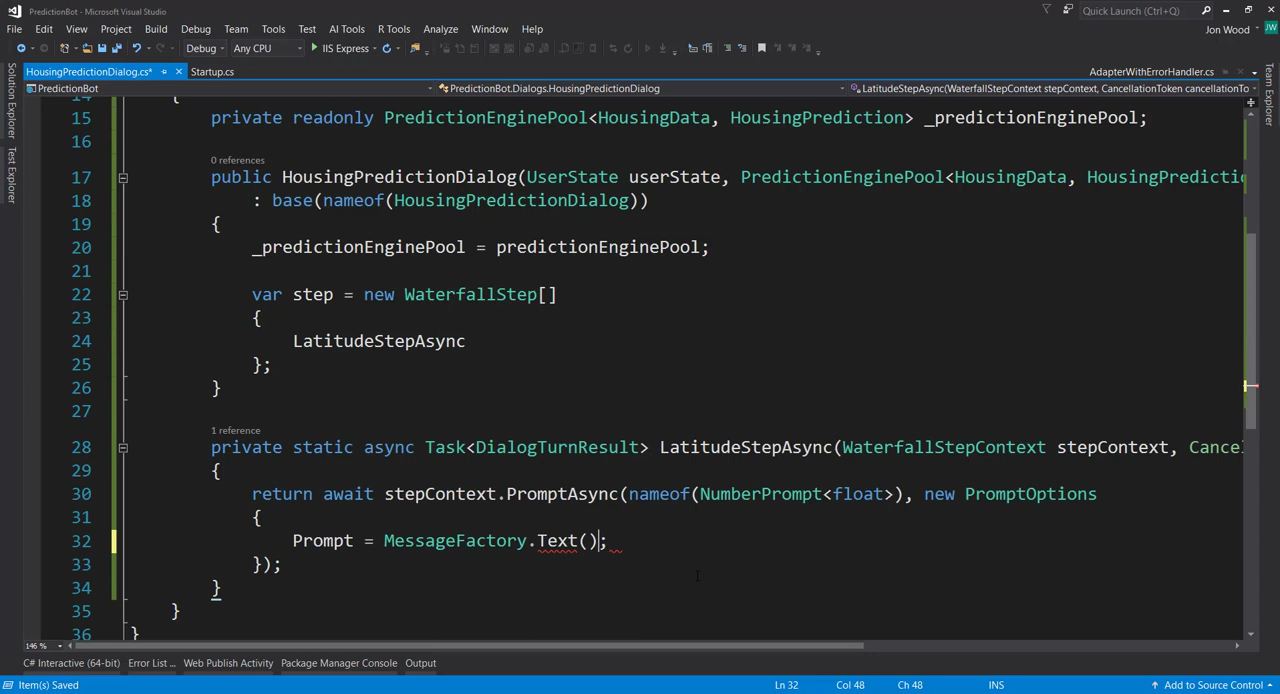 PredictionBot - Microsoft Visual Studio
Quick Launch (Ctrl+Q)
File Edit View Project Build Debug Team Tools Test AI Tools R Tools Analyze Window Help
Jon Wood JW
Debug Any CPU IIS Express
HousingPredictionDialog.cs* Startup.cs AdapterWithErrorHandler.cs
PredictionBot PredictionBot.Dialogs.HousingPredictionDialog LatitudeStepAsync(WaterfallStepContext stepContext, CancellationToken cancellationTo
Solution Explorer
Test Explorer
Team Explorer
14 {
15 private readonly PredictionEnginePool<HousingData, HousingPrediction> _predictionEnginePool;
16
0 references
17 public HousingPredictionDialog(UserState userState, PredictionEnginePool<HousingData, HousingPredictio
18 : base(nameof(HousingPredictionDialog))
19 {
20 _predictionEnginePool = predictionEnginePool;
21
22 var step = new WaterfallStep[]
23 {
24 LatitudeStepAsync
25 };
26 }
27
1 reference
28 private static async Task<DialogTurnResult> LatitudeStepAsync(WaterfallStepContext stepContext, Cancel
29 {
30 return await stepContext.PromptAsync(nameof(NumberPrompt<float>), new PromptOptions
31 {
32 Prompt = MessageFactory.Text();
33 });
34 }
35 }
36 }
146 %
C# Interactive (64-bit) Error List ... Web Publish Activity Package Manager Console Output
Item(s) Saved Ln 32 Col 48 Ch 48 INS Add to Source Control